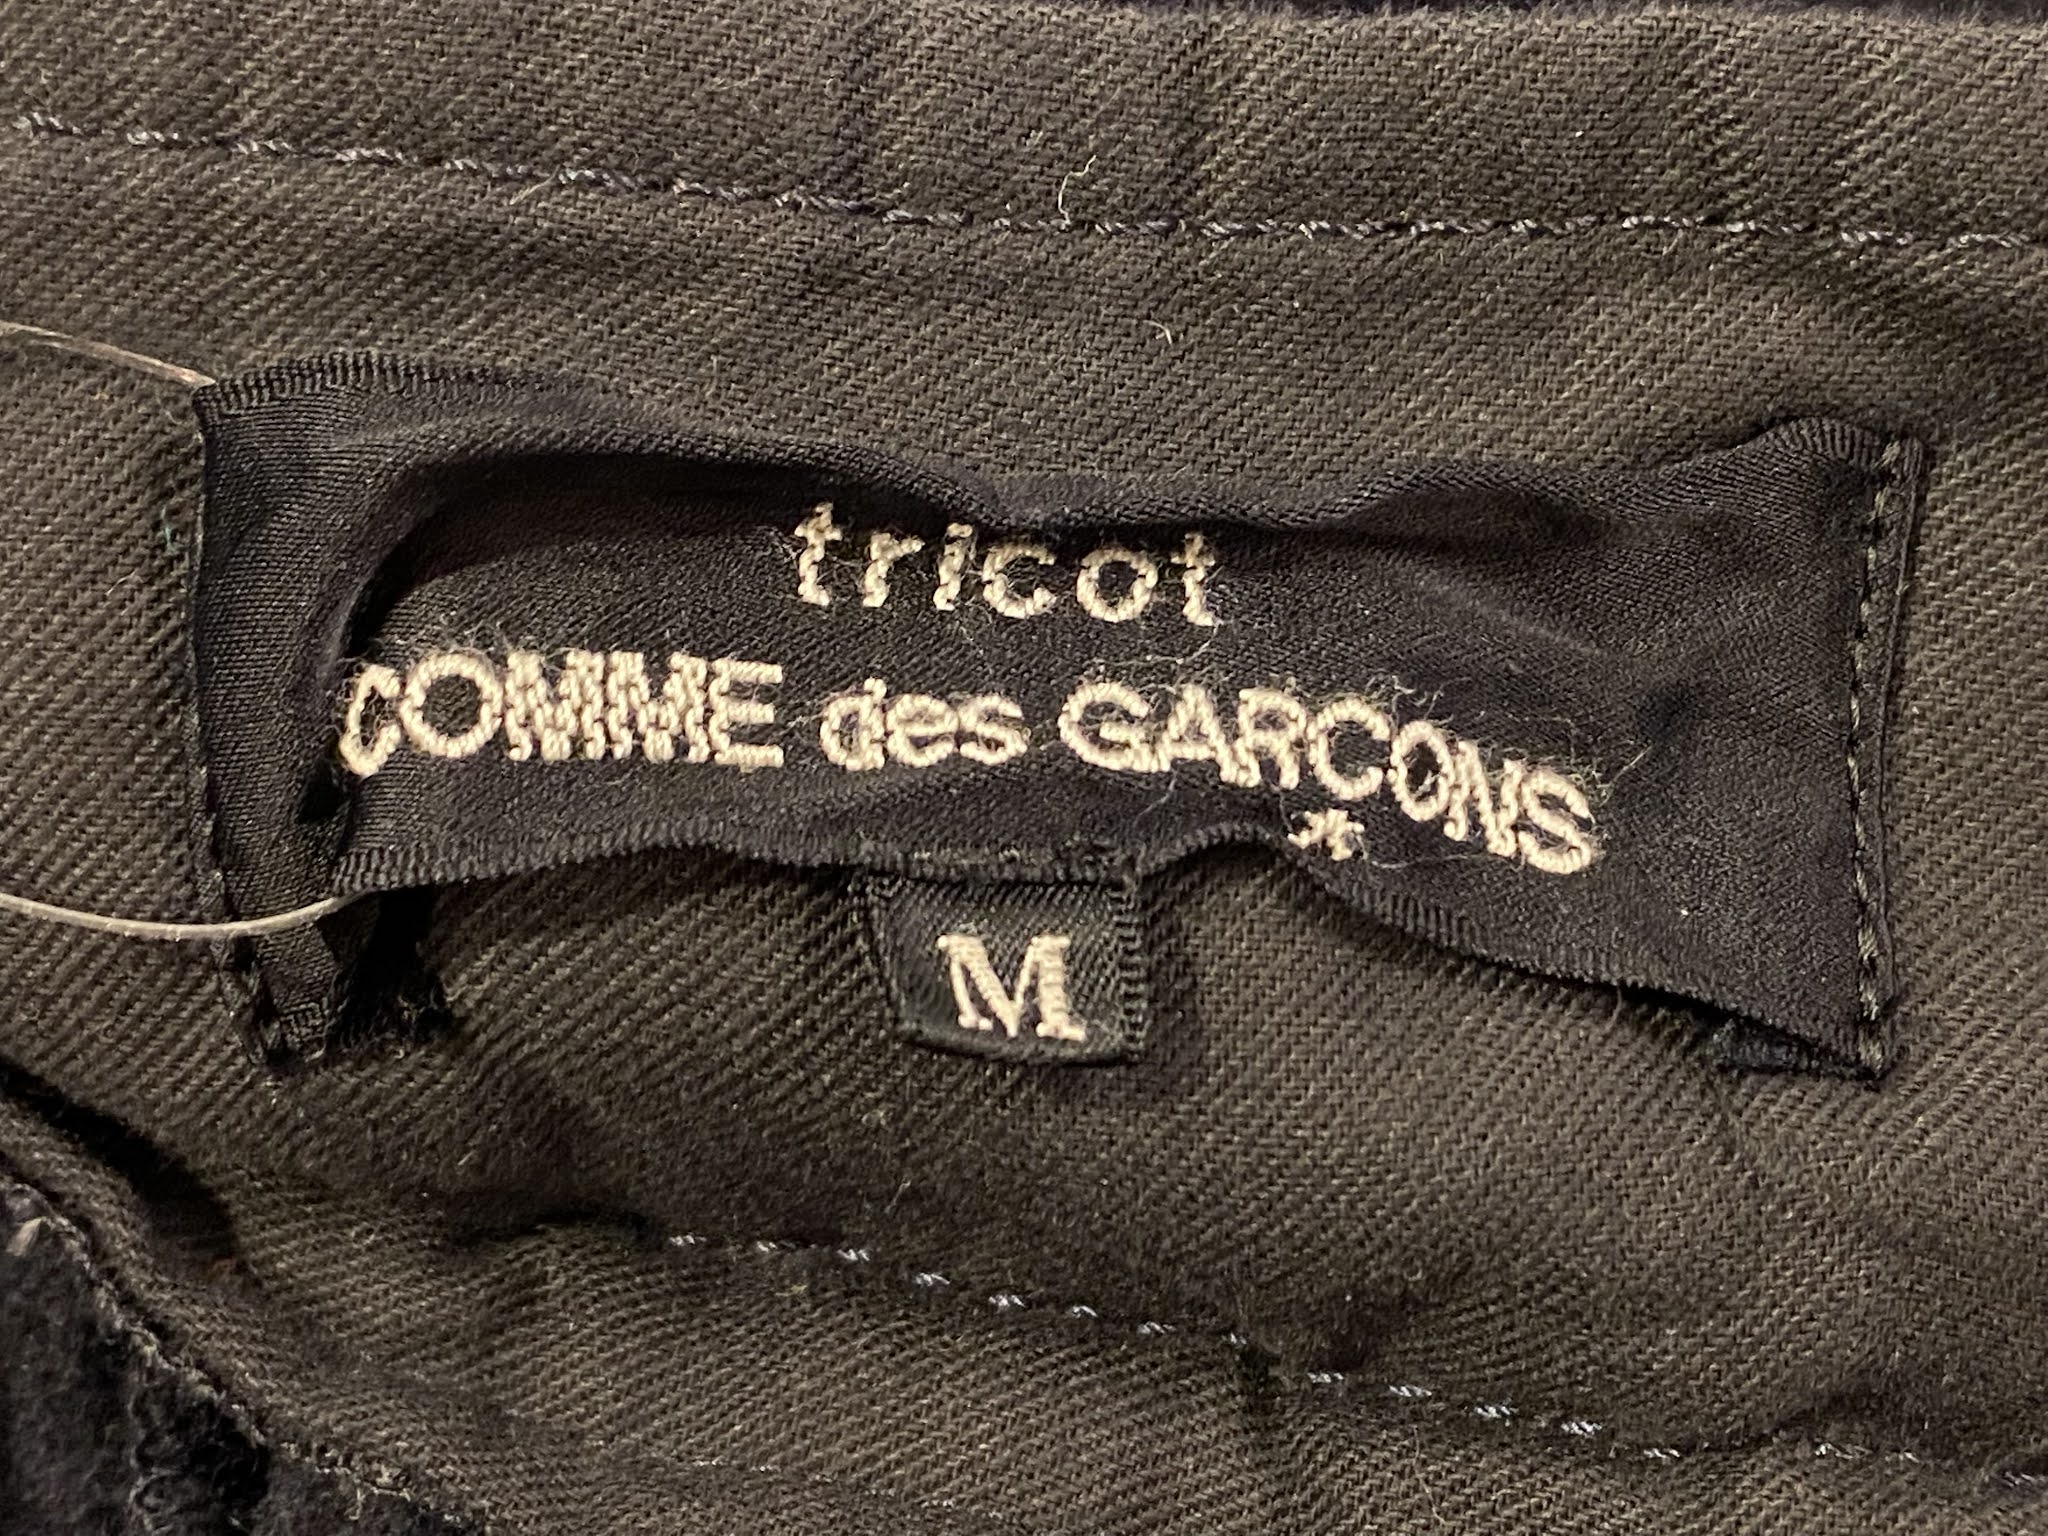 tricot
COMME des GARCONS
*
M